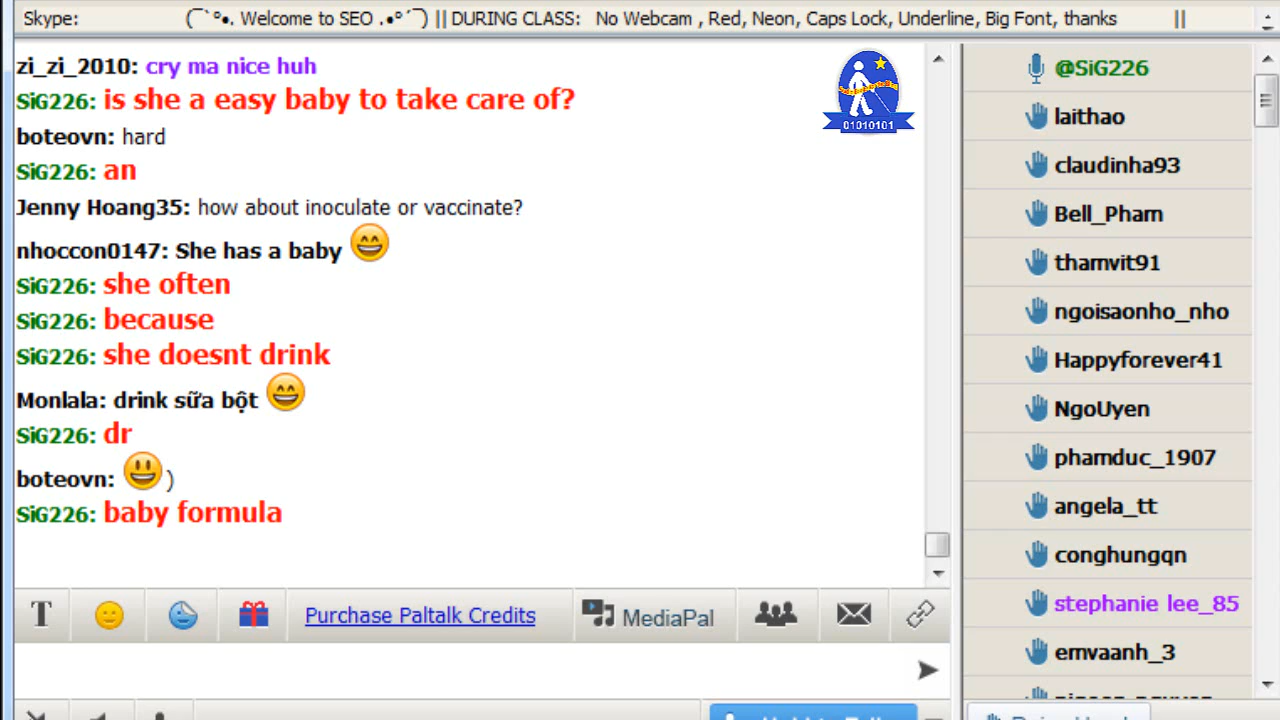 Skype: (¯`°•. Welcome to SEO .•°´¯) || DURING CLASS: No Webcam , Red, Neon, Caps Lock, Underline, Big Font, thanks ||
zi_zi_2010: cry ma nice huh
SiG226: is she a easy baby to take care of?
boteovn: hard
SiG226: an
Jenny Hoang35: how about inoculate or vaccinate?
nhoccon0147: She has a baby 😄
SiG226: she often
SiG226: because
SiG226: she doesnt drink
Monlala: drink sữa bột 😄
SiG226: dr
boteovn: 😃 )
SiG226: baby formula
01010101
T Purchase Paltalk Credits MediaPal
@SiG226
laithao
claudinha93
Bell_Pham
thamvit91
ngoisaonho_nho
Happyforever41
NgoUyen
phamduc_1907
angela_tt
conghungqn
stephanie lee_85
emvaanh_3